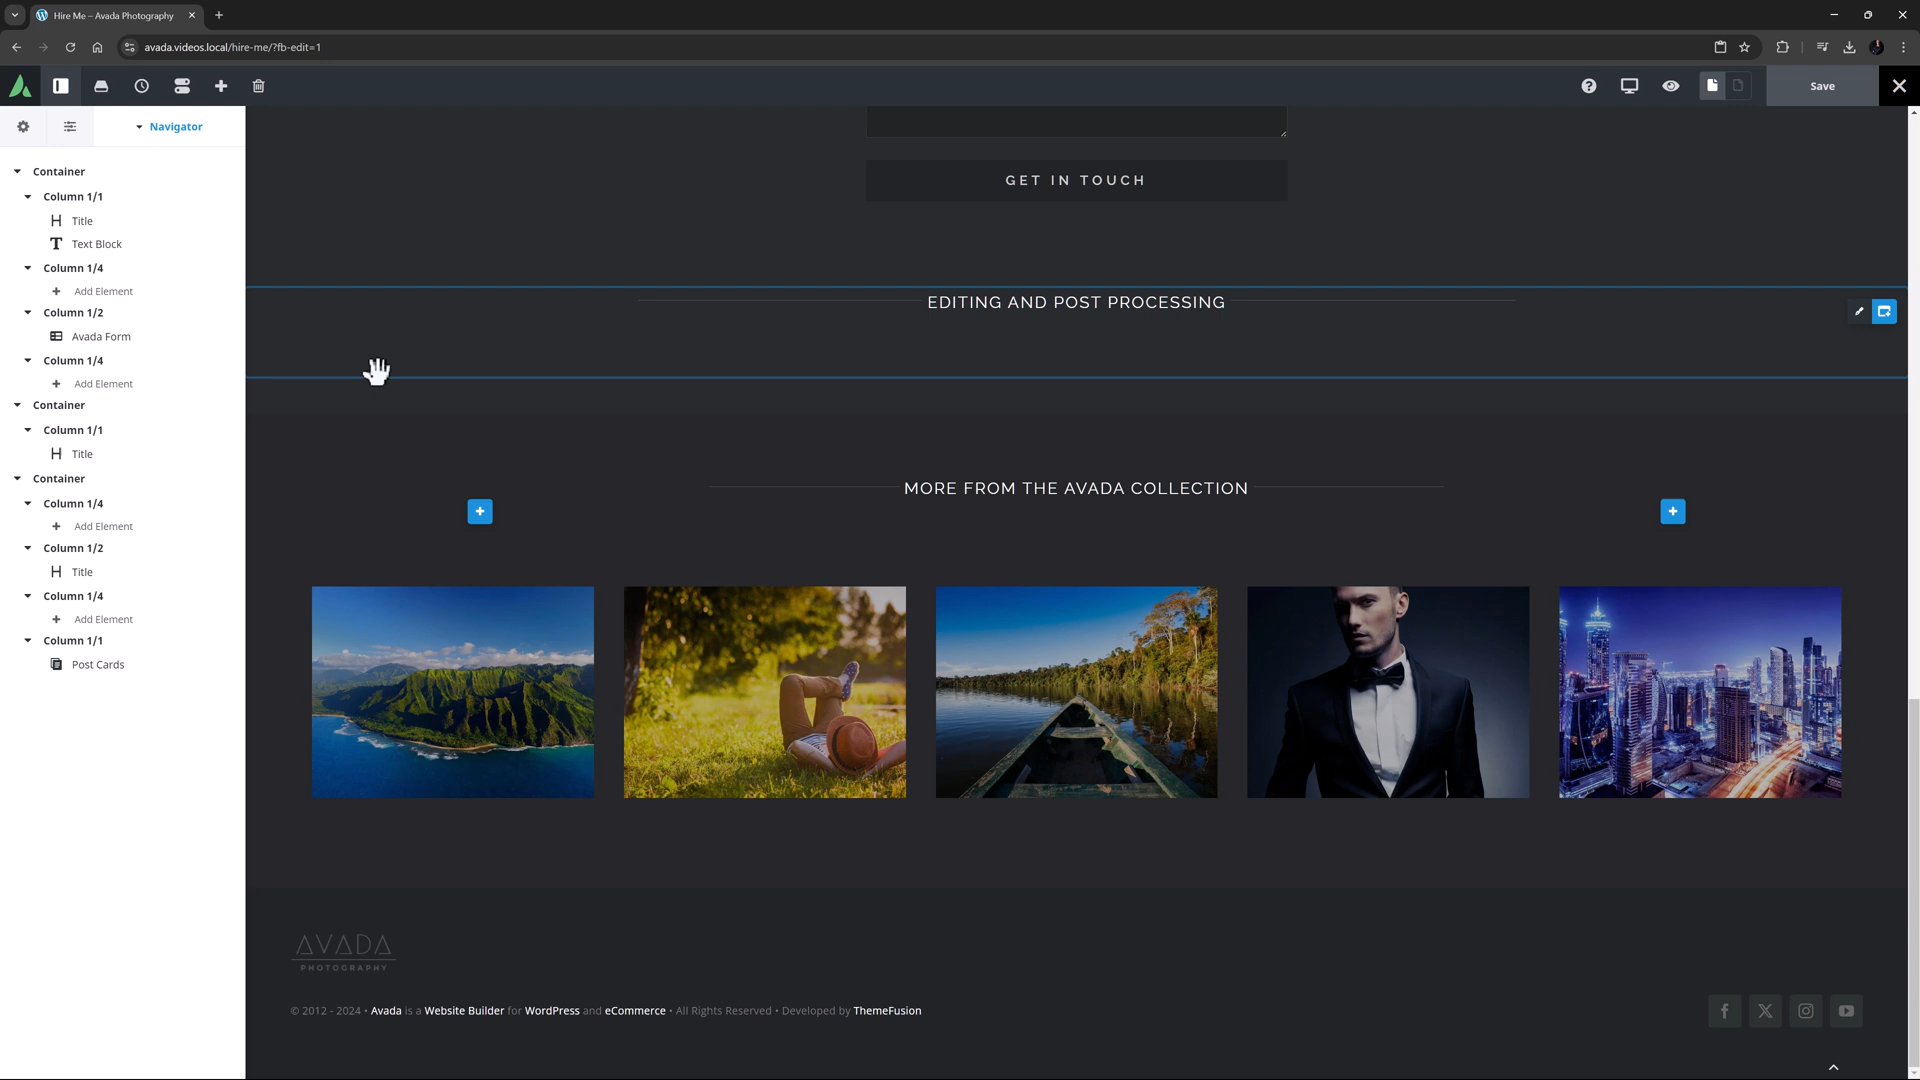 Hire Me – Avada Photography
avada.videos.local/hire-me/?fb-edit=1
Save
Navigator
Container
Column 1/1
Title
Text Block
Column 1/4
Add Element
Column 1/2
Avada Form
Column 1/4
Add Element
Container
Column 1/1
Title
Container
Column 1/4
Add Element
Column 1/2
Title
Column 1/4
Add Element
Column 1/1
Post Cards
GET IN TOUCH
EDITING AND POST PROCESSING
MORE FROM THE AVADA COLLECTION
AVADA
PHOTOGRAPHY
© 2012 - 2024 • Avada is a Website Builder for WordPress and eCommerce • All Rights Reserved • Developed by ThemeFusion